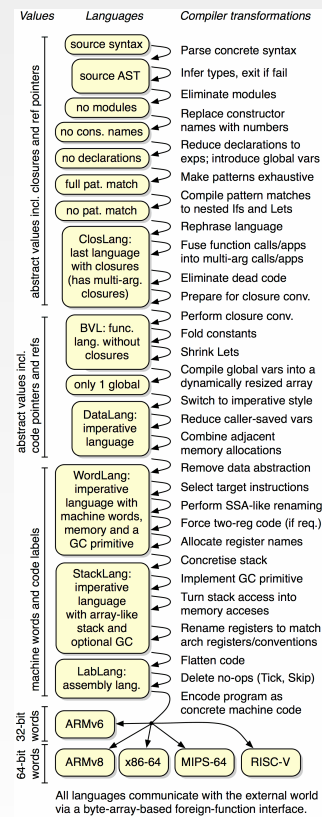 Values Languages Compiler transformations
source syntax
Parse concrete syntax
source AST
Infer types, exit if fail
Eliminate modules
no modules
Replace constructor
names with numbers
no cons. names
Reduce declarations to
exps; introduce global vars
no declarations
Make patterns exhaustive
full pat. match
Compile pattern matches
to nested Ifs and Lets
no pat. match
Rephrase language
ClosLang:
last language
with closures
(has multi-arg.
closures)
Fuse function calls/apps
into multi-arg calls/apps
Eliminate dead code
Prepare for closure conv.
abstract values incl. closures and ref pointers
Perform closure conv.
BVL: func.
lang. without
closures
Fold constants
Shrink Lets
Compile global vars into a
dynamically resized array
only 1 global
Switch to imperative style
DataLang:
imperative
language
Reduce caller-saved vars
Combine adjacent
memory allocations
abstract values incl.
code pointers and refs
Remove data abstraction
WordLang:
imperative
language with
machine words,
memory and a
GC primitive
Select target instructions
Perform SSA-like renaming
Force two-reg code (if req.)
Allocate register names
Concretise stack
StackLang:
imperative
language
with array-like
stack and
optional GC
Implement GC primitive
Turn stack access into
memory acceses
Rename registers to match
arch registers/conventions
Flatten code
LabLang:
assembly lang.
Delete no-ops (Tick, Skip)
Encode program as
concrete machine code
machine words and code labels
32-bit
words
ARMv6
64-bit
words
ARMv8 x86-64 MIPS-64 RISC-V
All languages communicate with the external world
via a byte-array-based foreign-function interface.